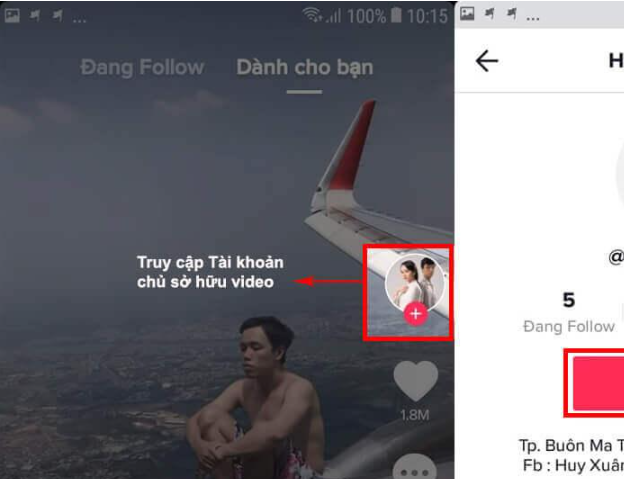 ... 100% 10:15
Đang Follow Dành cho bạn
Truy cập Tài khoản
chủ sở hữu video
1.8M
...
H
@
5
Đang Follow
Tp. Buôn Ma T
Fb : Huy Xuân